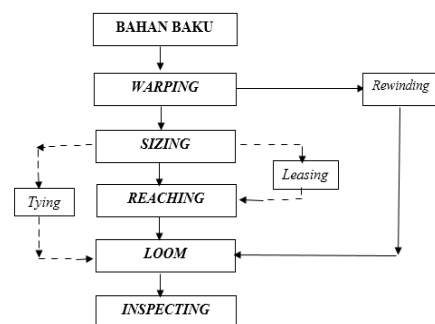 BAHAN BAKU
WARPING
Rewinding
SIZING
Leasing
Tying
REACHING
LOOM
INSPECTING